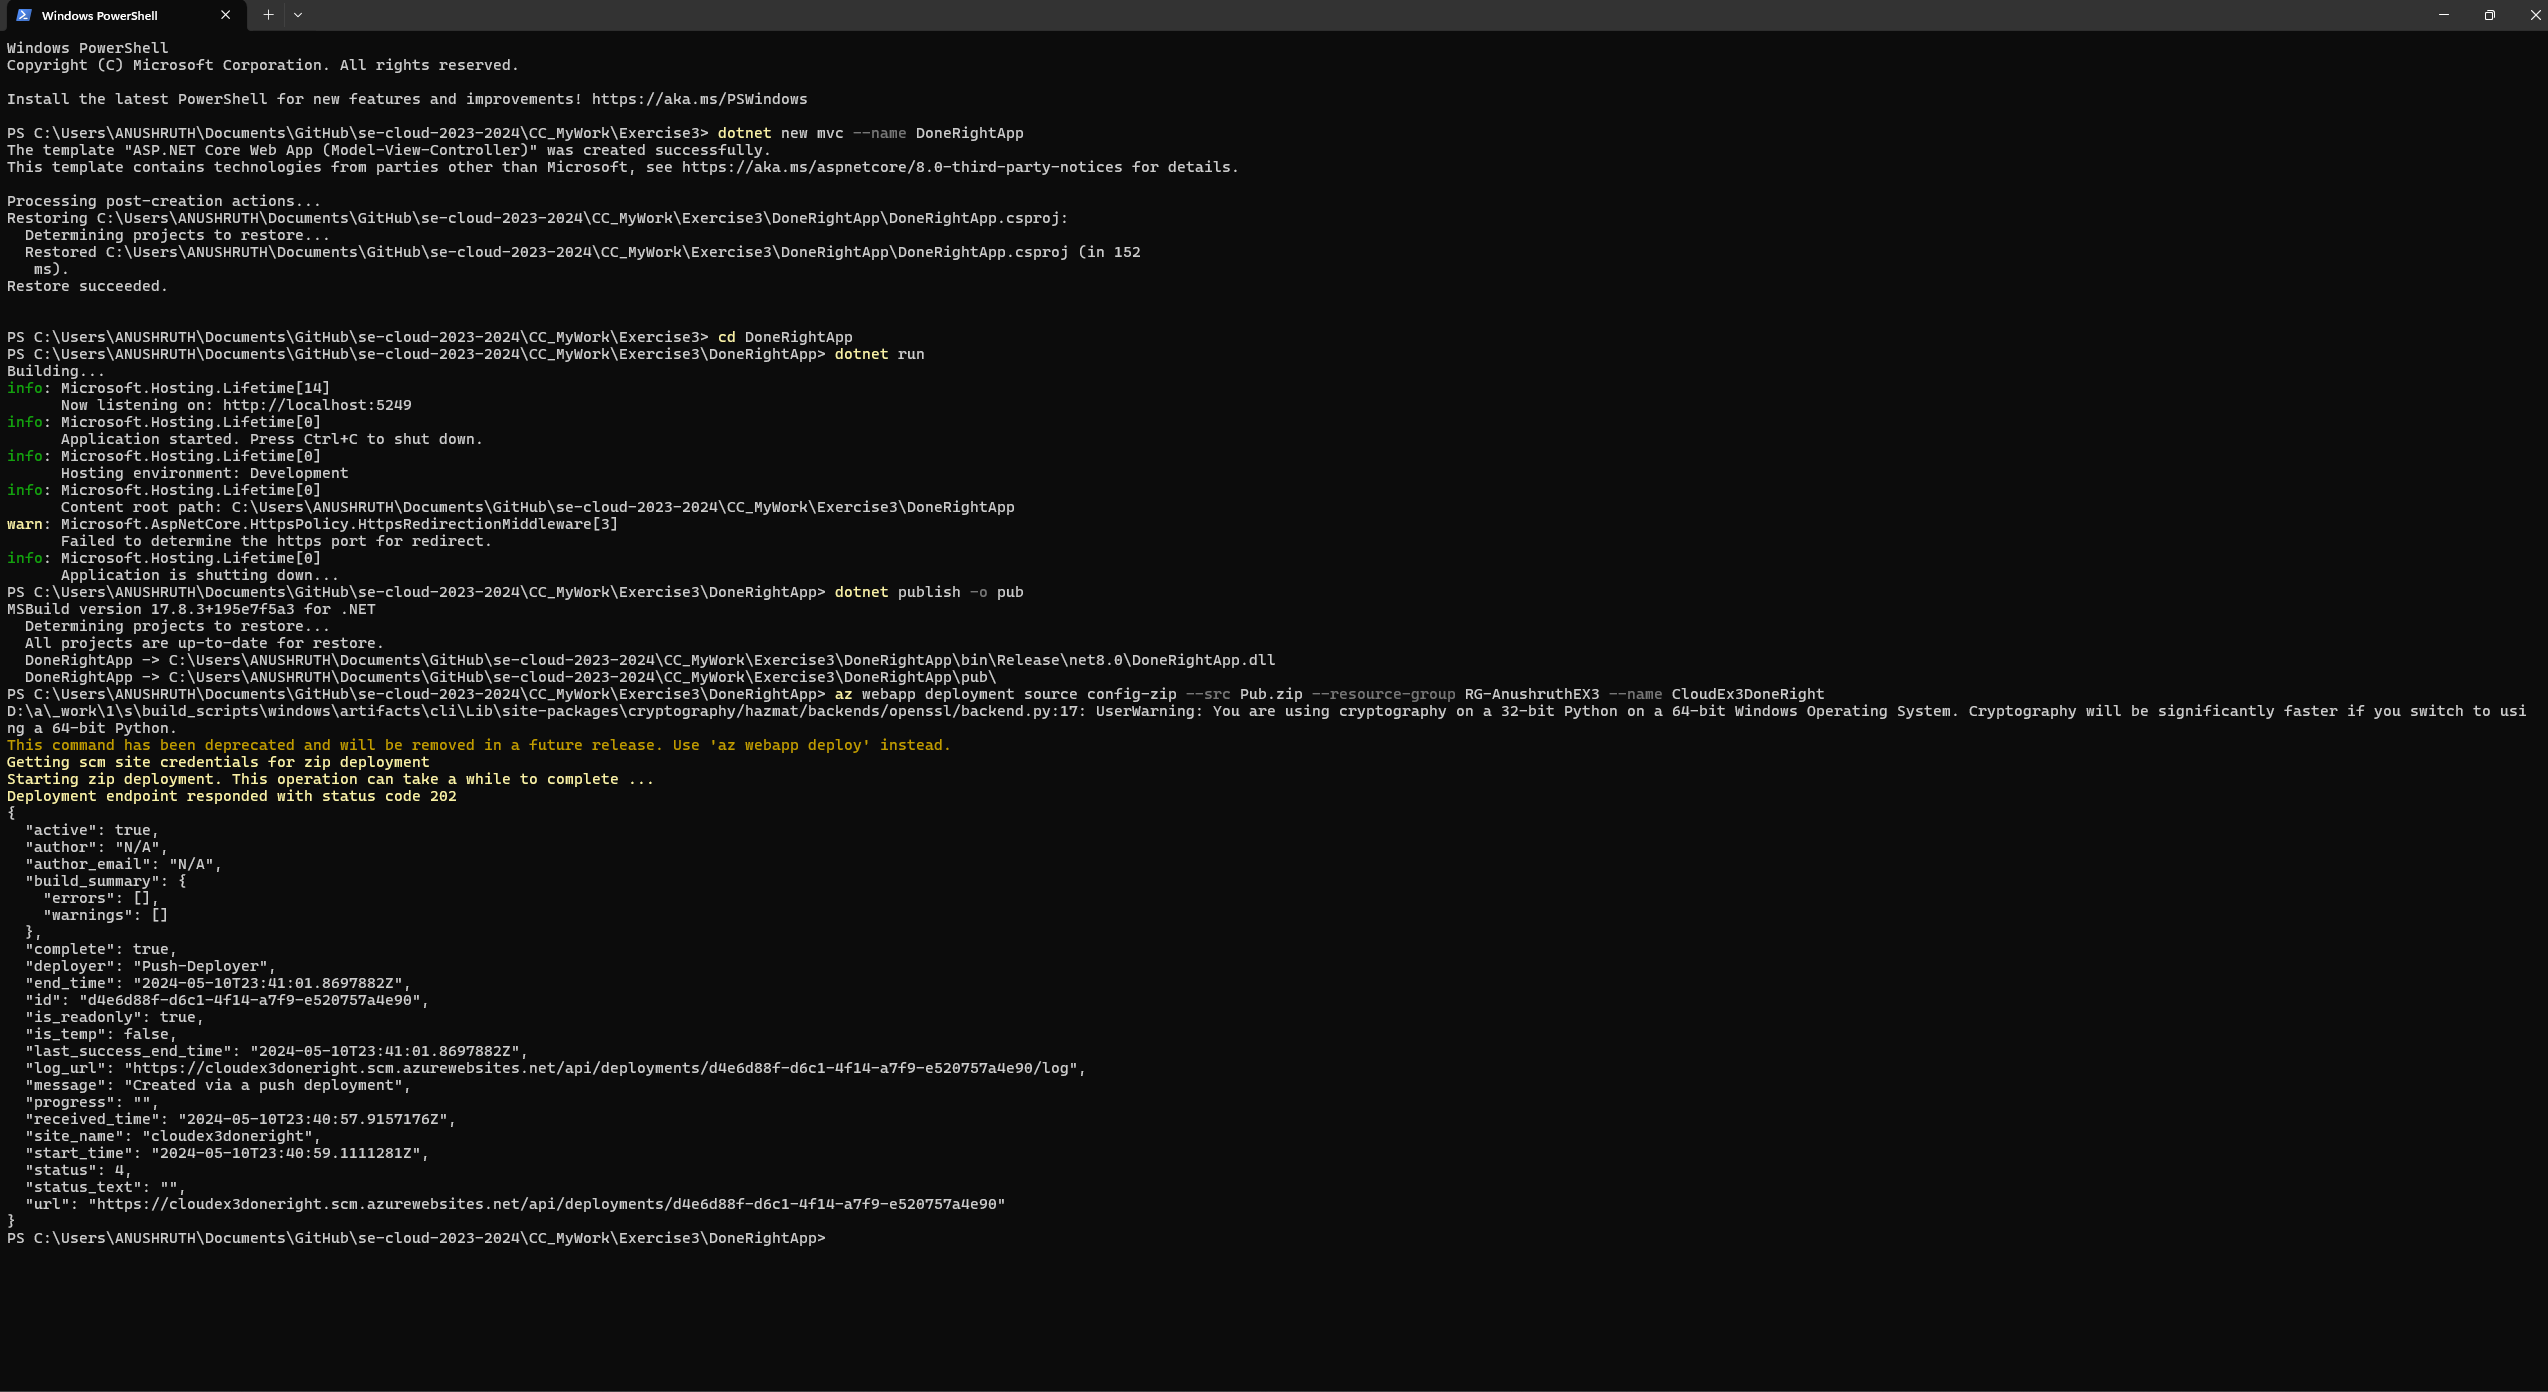 Windows PowerShell
Windows PowerShell
Copyright (C) Microsoft Corporation. All rights reserved.
Install the latest PowerShell for new features and improvements! https://aka.ms/PSWindows
PS C:\Users\ANUSHRUTH\Documents\GitHub\se-cloud-2023-2024\CC_MyWork\Exercise3> dotnet new mvc --name DoneRightApp
The template "ASP.NET Core Web App (Model-View-Controller)" was created successfully.
This template contains technologies from parties other than Microsoft, see https://aka.ms/aspnetcore/8.0-third-party-notices for details.
Processing post-creation actions...
Restoring C:\Users\ANUSHRUTH\Documents\GitHub\se-cloud-2023-2024\CC_MyWork\Exercise3\DoneRightApp\DoneRightApp.csproj:
  Determining projects to restore...
  Restored C:\Users\ANUSHRUTH\Documents\GitHub\se-cloud-2023-2024\CC_MyWork\Exercise3\DoneRightApp\DoneRightApp.csproj (in 152
   ms).
Restore succeeded.
PS C:\Users\ANUSHRUTH\Documents\GitHub\se-cloud-2023-2024\CC_MyWork\Exercise3> cd DoneRightApp
PS C:\Users\ANUSHRUTH\Documents\GitHub\se-cloud-2023-2024\CC_MyWork\Exercise3\DoneRightApp> dotnet run
Building...
info: Microsoft.Hosting.Lifetime[14]
      Now listening on: http://localhost:5249
info: Microsoft.Hosting.Lifetime[0]
      Application started. Press Ctrl+C to shut down.
info: Microsoft.Hosting.Lifetime[0]
      Hosting environment: Development
info: Microsoft.Hosting.Lifetime[0]
      Content root path: C:\Users\ANUSHRUTH\Documents\GitHub\se-cloud-2023-2024\CC_MyWork\Exercise3\DoneRightApp
warn: Microsoft.AspNetCore.HttpsPolicy.HttpsRedirectionMiddleware[3]
      Failed to determine the https port for redirect.
info: Microsoft.Hosting.Lifetime[0]
      Application is shutting down...
PS C:\Users\ANUSHRUTH\Documents\GitHub\se-cloud-2023-2024\CC_MyWork\Exercise3\DoneRightApp> dotnet publish -o pub
MSBuild version 17.8.3+195e7f5a3 for .NET
  Determining projects to restore...
  All projects are up-to-date for restore.
  DoneRightApp -> C:\Users\ANUSHRUTH\Documents\GitHub\se-cloud-2023-2024\CC_MyWork\Exercise3\DoneRightApp\bin\Release\net8.0\DoneRightApp.dll
  DoneRightApp -> C:\Users\ANUSHRUTH\Documents\GitHub\se-cloud-2023-2024\CC_MyWork\Exercise3\DoneRightApp\pub\
PS C:\Users\ANUSHRUTH\Documents\GitHub\se-cloud-2023-2024\CC_MyWork\Exercise3\DoneRightApp> az webapp deployment source config-zip --src Pub.zip --resource-group RG-AnushruthEX3 --name CloudEx3DoneRight
D:\a\_work\1\s\build_scripts\windows\artifacts\cli\Lib\site-packages\cryptography/hazmat/backends/openssl/backend.py:17: UserWarning: You are using cryptography on a 32-bit Python on a 64-bit Windows Operating System. Cryptography will be significantly faster if you switch to usi
ng a 64-bit Python.
This command has been deprecated and will be removed in a future release. Use 'az webapp deploy' instead.
Getting scm site credentials for zip deployment
Starting zip deployment. This operation can take a while to complete ...
Deployment endpoint responded with status code 202
{
  "active": true,
  "author": "N/A",
  "author_email": "N/A",
  "build_summary": {
    "errors": [],
    "warnings": []
  },
  "complete": true,
  "deployer": "Push-Deployer",
  "end_time": "2024-05-10T23:41:01.8697882Z",
  "id": "d4e6d88f-d6c1-4f14-a7f9-e520757a4e90",
  "is_readonly": true,
  "is_temp": false,
  "last_success_end_time": "2024-05-10T23:41:01.8697882Z",
  "log_url": "https://cloudex3doneright.scm.azurewebsites.net/api/deployments/d4e6d88f-d6c1-4f14-a7f9-e520757a4e90/log",
  "message": "Created via a push deployment",
  "progress": "",
  "received_time": "2024-05-10T23:40:57.9157176Z",
  "site_name": "cloudex3doneright",
  "start_time": "2024-05-10T23:40:59.1111281Z",
  "status": 4,
  "status_text": "",
  "url": "https://cloudex3doneright.scm.azurewebsites.net/api/deployments/d4e6d88f-d6c1-4f14-a7f9-e520757a4e90"
}
PS C:\Users\ANUSHRUTH\Documents\GitHub\se-cloud-2023-2024\CC_MyWork\Exercise3\DoneRightApp>